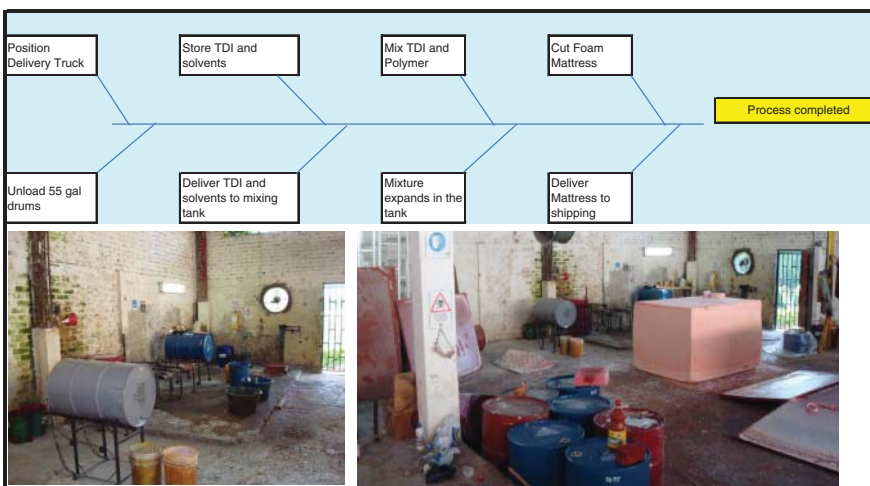 Position
Delivery Truck
Store TDI and
solvents
Mix TDI and
Polymer
Cut Foam
Mattress
Process completed
Unload 55 gal
drums
Deliver TDI and
solvents to mixing
tank
Mixture
expands in the
tank
Deliver
Mattress to
shipping